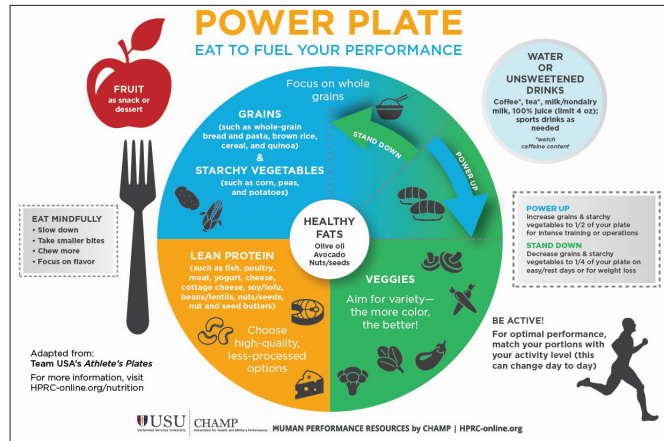 POWER PLATE
EAT TO FUEL YOUR PERFORMANCE
FRUIT
as snack or
dessert
Focus on whole
grains
GRAINS
(such as whole-grain
bread and pasta, brown rice,
cereal, and quinoa)
&
STARCHY VEGETABLES
(such as corn, peas,
and potatoes)
STAND DOWN
POWER UP
WATER
OR
UNSWEETENED
DRINKS
Coffee*, tea*, milk/nondairy
milk, 100% juice (limit 4 oz);
sports drinks as
needed
*watch
caffeine content
EAT MINDFULLY
• Slow down
• Take smaller bites
• Chew more
• Focus on flavor
HEALTHY
FATS
Olive oil
Avocado
Nuts/seeds
POWER UP
Increase grains & starchy
vegetables to 1/2 of your plate
for intense training or operations
STAND DOWN
Decrease grains & starchy
vegetables to 1/4 of your plate on
easy/rest days or for weight loss
LEAN PROTEIN
(such as fish, poultry,
meat, yogurt, cheese,
cottage cheese, soy/tofu,
beans/lentils, nuts/seeds,
nut and seed butters)
Choose
high-quality,
less-processed
options
VEGGIES
Aim for variety—
the more color,
the better!
BE ACTIVE!
For optimal performance,
match your portions with
your activity level (this
can change day to day)
Adapted from:
Team USA's Athlete's Plates
For more information, visit
HPRC-online.org/nutrition
USU
Uniformed Services University
CHAMP
Consortium for Health and Military Performance
HUMAN PERFORMANCE RESOURCES by CHAMP | HPRC-online.org